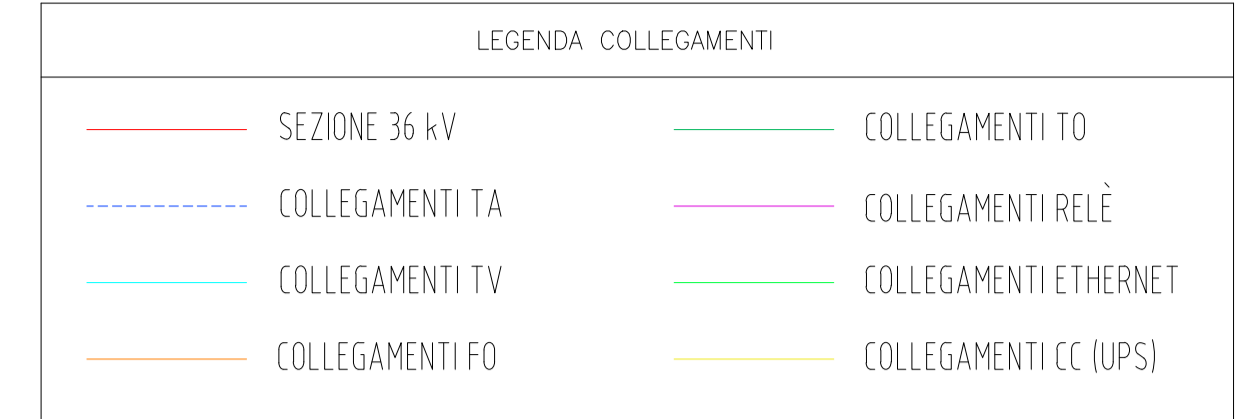 LEGENDA COLLEGAMENTI
SEZIONE 36 kV
COLLEGAMENTI TA
COLLEGAMENTI TV
COLLEGAMENTI FO
COLLEGAMENTI TO
COLLEGAMENTI RELÈ
COLLEGAMENTI ETHERNET
COLLEGAMENTI CC (UPS)